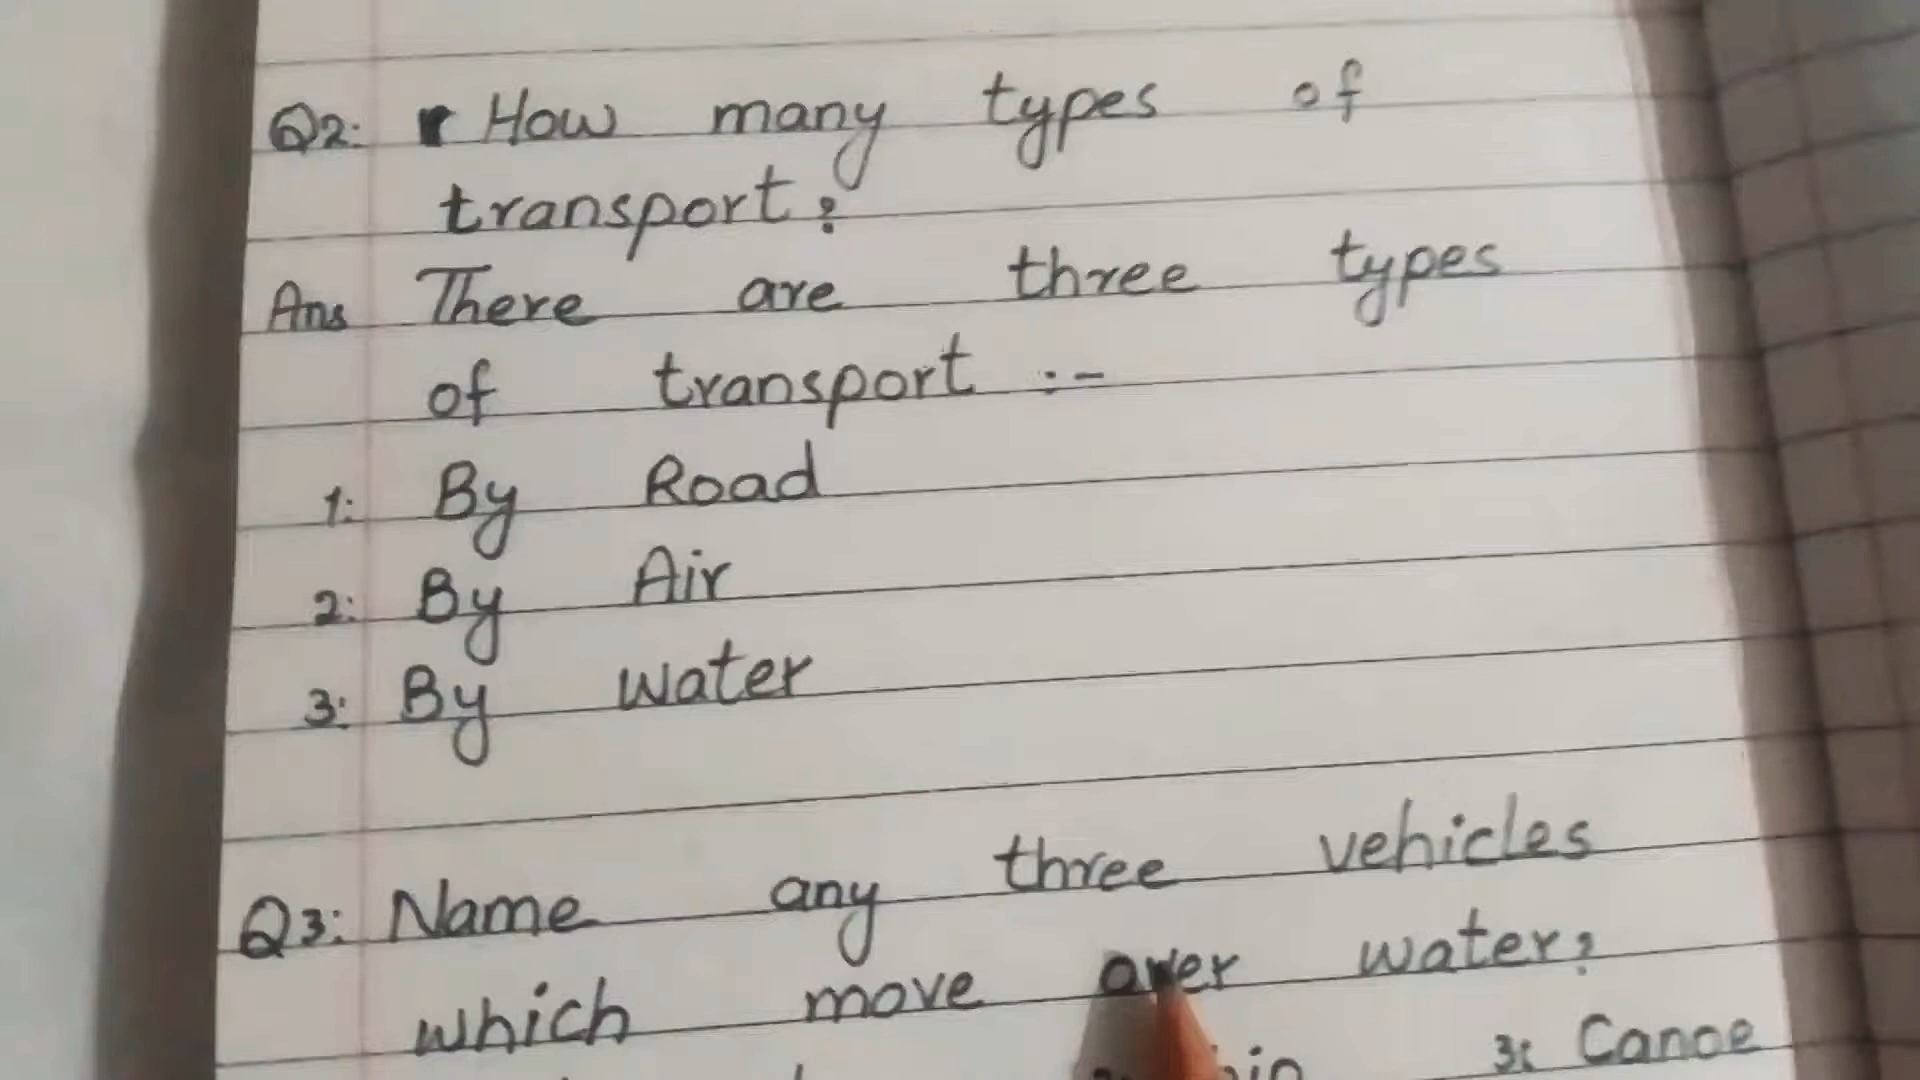 Q2: How many types of
transport?
Ans There are three types
of transport :-
1: By Road
2: By Air
3: By water
Q3: Name any three vehicles
which move over water?
3: Canoe